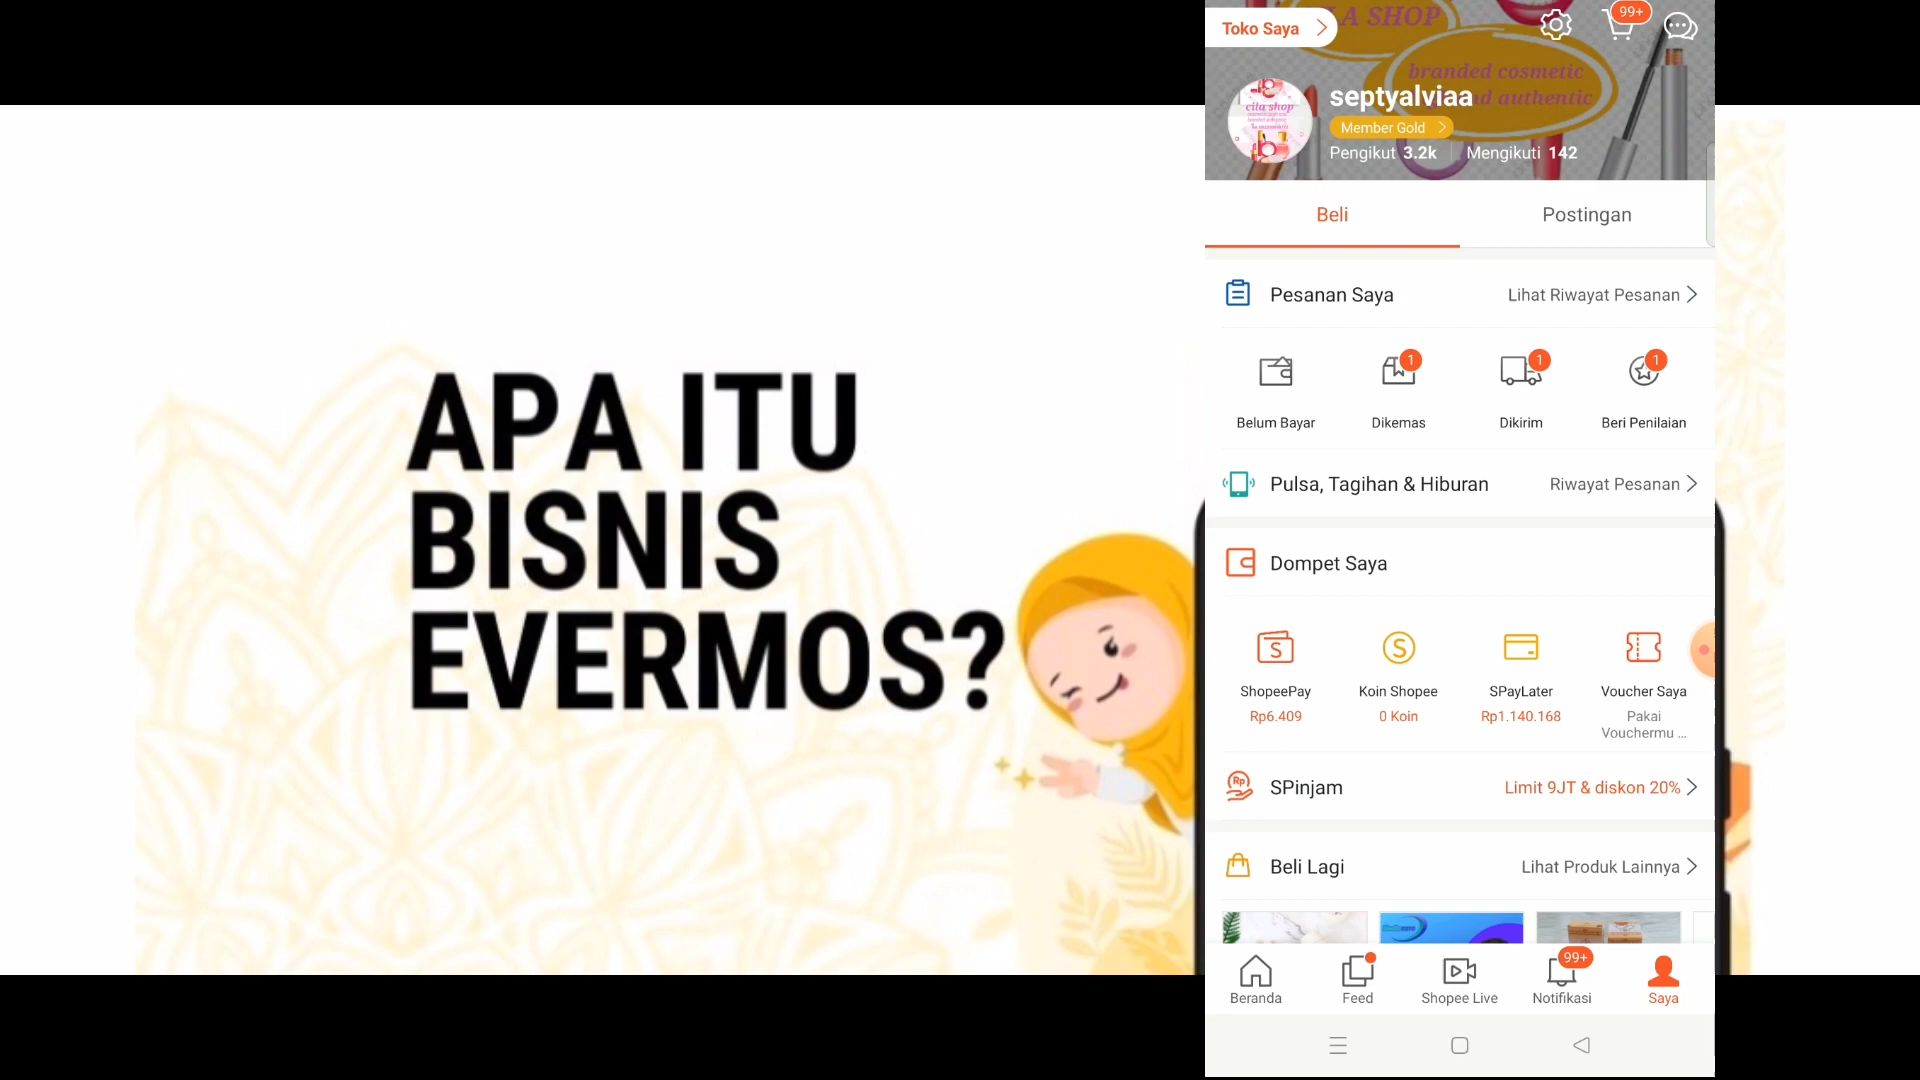 APA ITU
BISNIS
EVERMOS?
Toko Saya
A SHOP
99+
branded cosmetic
nd authentic
cita shop
septyalviaa
Member Gold
Pengikut 3.2k Mengikuti 142
Beli Postingan
Pesanan Saya Lihat Riwayat Pesanan
1 1 1
Belum Bayar Dikemas Dikirim Beri Penilaian
Pulsa, Tagihan & Hiburan Riwayat Pesanan
Dompet Saya
S S
ShopeePay Koin Shopee SPayLater Voucher Saya
Rp6.409 0 Koin Rp1.140.168 Pakai
Vouchermu ...
Rp
SPinjam Limit 9JT & diskon 20%
Beli Lagi Lihat Produk Lainnya
99+
Beranda Feed Shopee Live Notifikasi Saya